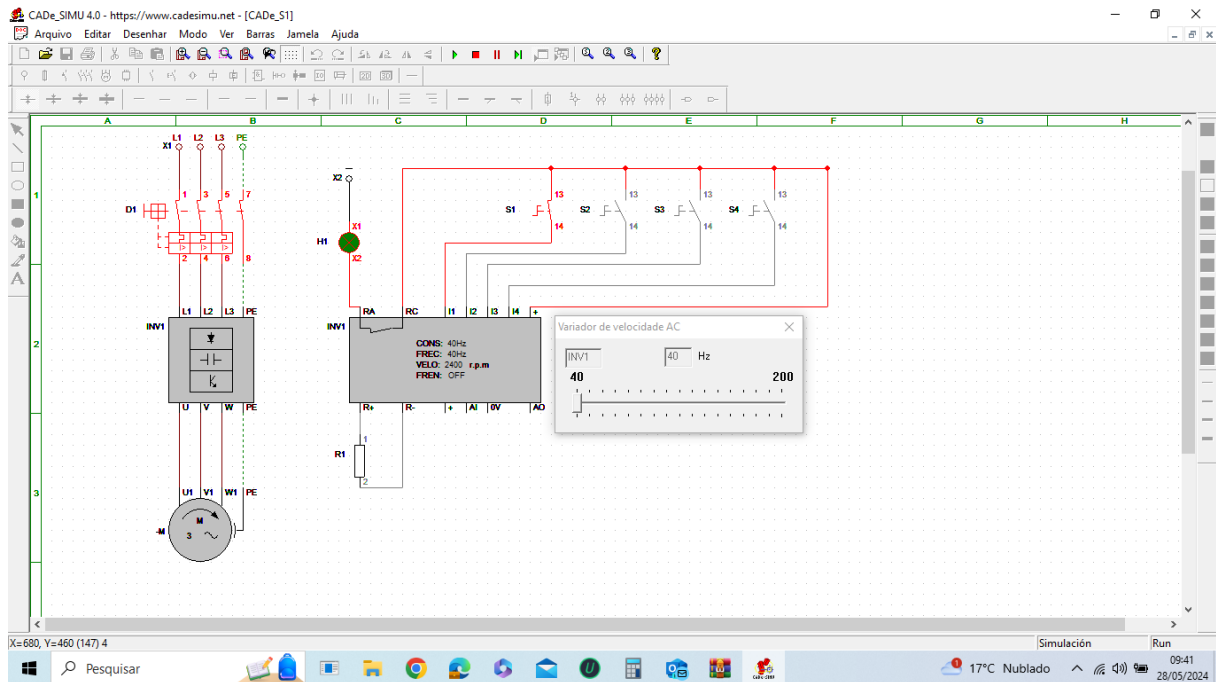 CADe_SIMU 4.0 - https://www.cadesimu.net - [CADe_S1]
Arquivo Editar Desenhar Modo Ver Barras Jamela Ajuda
A B C D E F G H
L1 L2 L3 PE
X1
X2
1
1 3 5 7
13 13 13 13
D1
S1 S2 S3 S4
14 14 14 14
X1
H1
X2
I> I> I>
2 4 6 8
L1 L2 L3 PE
RA RC I1 I2 I3 I4 +
INV1
INV1
2
CONS: 40Hz
FREC: 40Hz
VELO: 2400 r.p.m
FREN: OFF
Variador de velocidade AC
INV1 40 Hz
40 200
U V W PE
R+ R- + AI 0V AO
1
R1
2
3
U1 V1 W1 PE
-M
M
3
X=680, Y=460 (147) 4
Simulación Run
Pesquisar
17°C Nublado
09:41
28/05/2024